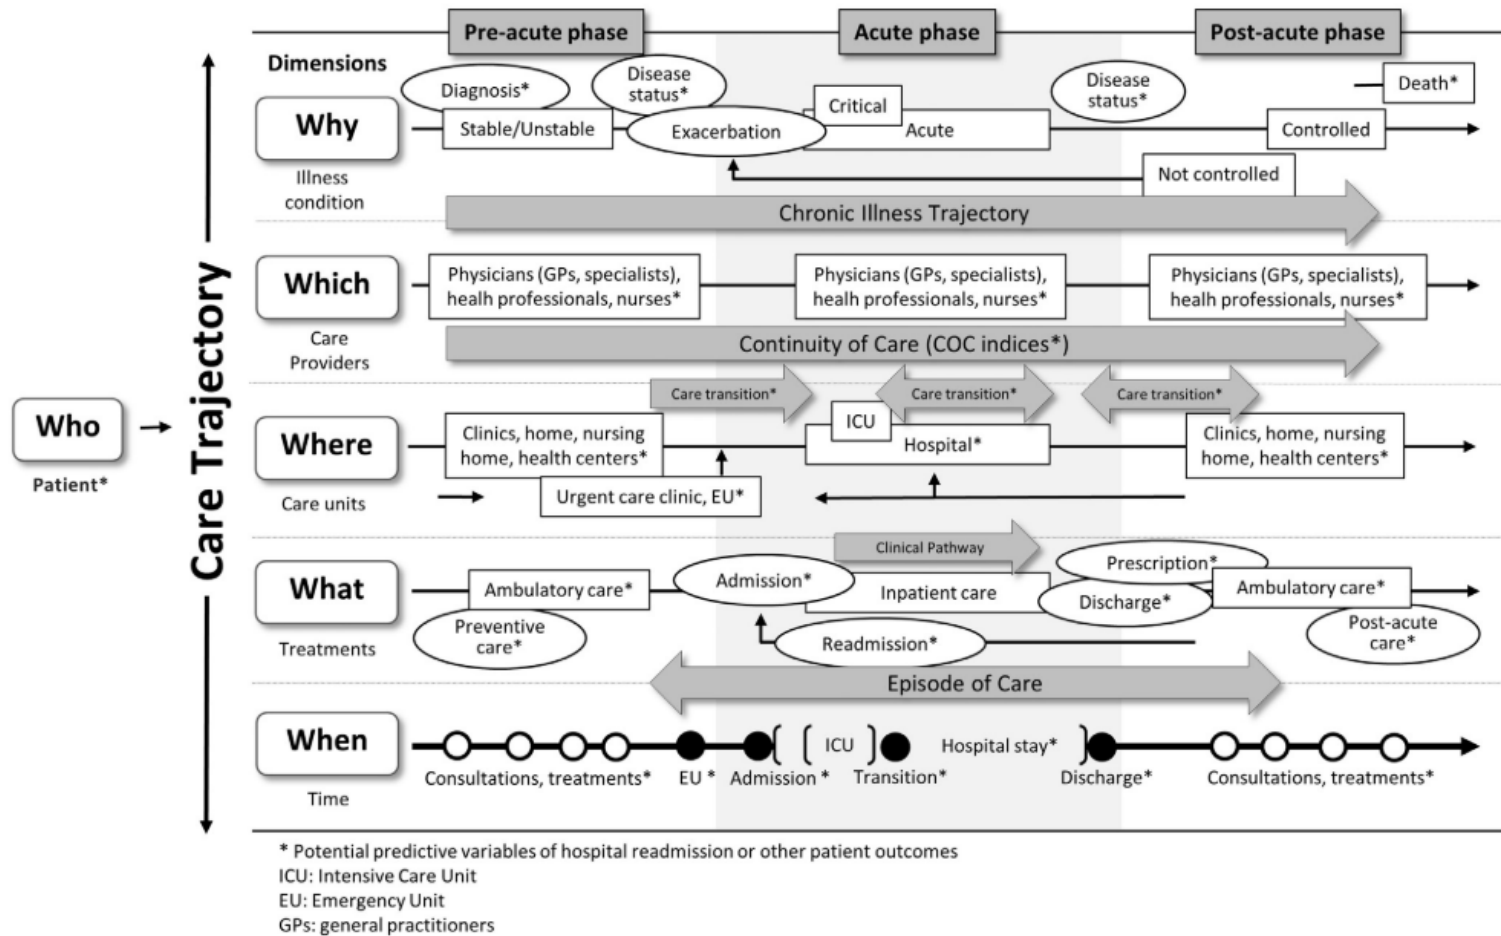 Pre-acute phase
Acute phase
Post-acute phase
Dimensions
Diagnosis*
Disease
status*
Disease
status*
Death*
Why
Stable/Unstable
Exacerbation
Critical
Acute
Controlled
Illness
condition
Not controlled
Chronic Illness Trajectory
Care Trajectory
Which
Physicians (GPs, specialists),
healh professionals, nurses*
Physicians (GPs, specialists),
healh professionals, nurses*
Physicians (GPs, specialists),
healh professionals, nurses*
Care
Providers
Continuity of Care (COC indices*)
Care transition*
Care transition*
Care transition*
Who
Patient*
Where
Clinics, home, nursing
home, health centers*
ICU
Hospital*
Clinics, home, nursing
home, health centers*
Care units
Urgent care clinic, EU*
Clinical Pathway
What
Ambulatory care*
Admission*
Inpatient care
Prescription*
Discharge*
Ambulatory care*
Treatments
Preventive
care*
Readmission*
Post-acute
care*
Episode of Care
When
ICU
Hospital stay*
Consultations, treatments*
EU *
Admission *
Transition*
Discharge*
Consultations, treatments*
Time
* Potential predictive variables of hospital readmission or other patient outcomes
ICU: Intensive Care Unit
EU: Emergency Unit
GPs: general practitioners